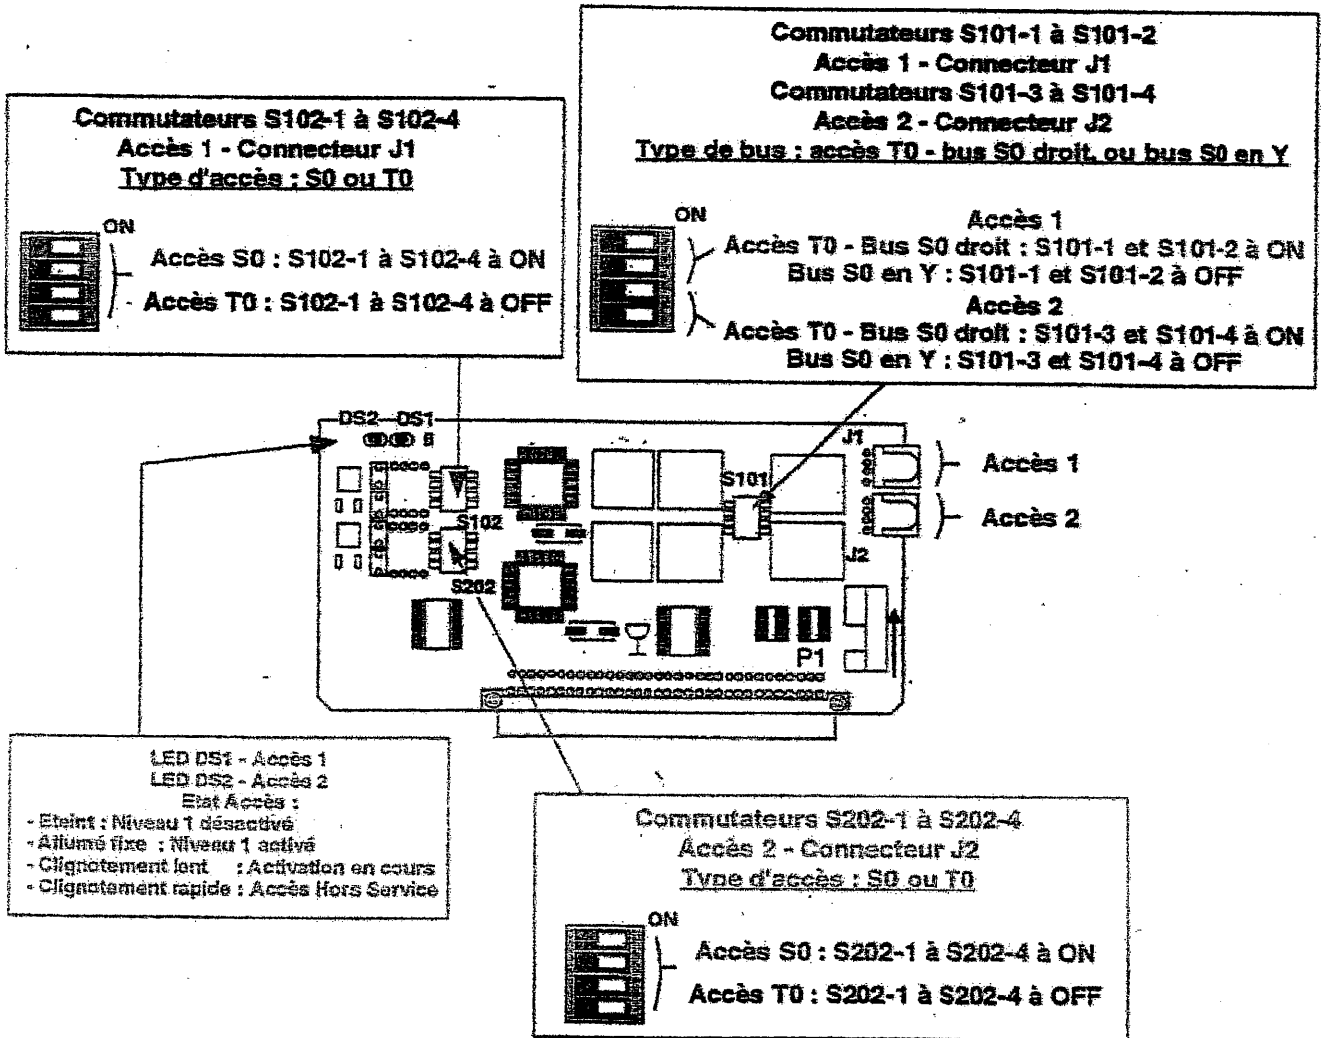 Commutateurs S101-1 à S101-2
Accès 1 - Connecteur J1
Commutateurs S101-3 à S101-4
Accès 2 - Connecteur J2
Type de bus : accès T0 - bus S0 droit, ou bus S0 en Y
ON
Accès 1
Accès T0 - Bus S0 droit : S101-1 et S101-2 à ON
Bus S0 en Y : S101-1 et S101-2 à OFF
Accès 2
Accès T0 - Bus S0 droit : S101-3 et S101-4 à ON
Bus S0 en Y : S101-3 et S101-4 à OFF
Commutateurs S102-1 à S102-4
Accès 1 - Connecteur J1
Type d'accès : S0 ou T0
ON
Accès S0 : S102-1 à S102-4 à ON
Accès T0 : S102-1 à S102-4 à OFF
DS2 DS1
J1
Accès 1
S101
S102
Accès 2
J2
S202
P1
LED DS1 - Accès 1
LED DS2 - Accès 2
Etat Accès :
- Eteint : Niveau 1 désactivé
- Allumé fixe : Niveau 1 activé
- Clignotement lent : Activation en cours
- Clignotement rapide : Accès Hors Service
Commutateurs S202-1 à S202-4
Accès 2 - Connecteur J2
Type d'accès : S0 ou T0
ON
Accès S0 : S202-1 à S202-4 à ON
Accès T0 : S202-1 à S202-4 à OFF